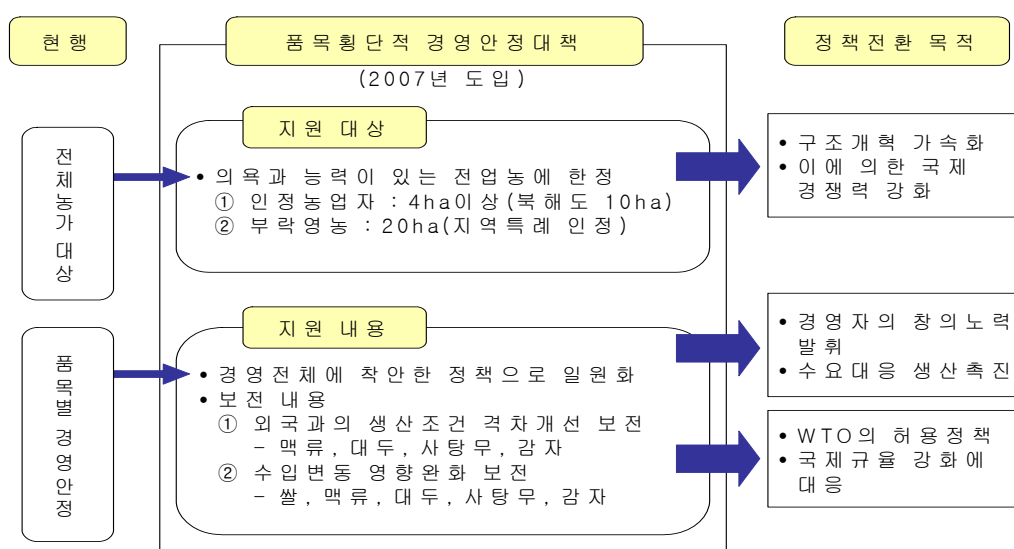 현행
품목횡단적 경영안정대책
(2007년 도입)
정책전환 목적
전체농가대상
지원 대상
• 의욕과 능력이 있는 전업농에 한정
① 인정농업자 : 4ha이상(북해도 10ha)
② 부락영농 : 20ha(지역특례 인정)
• 구조개혁 가속화
• 이에 의한 국제
경쟁력 강화
품목별 경영안정
지원 내용
• 경영전체에 착안한 정책으로 일원화
• 보전 내용
① 외국과의 생산조건 격차개선 보전
– 맥류, 대두, 사탕무, 감자
② 수입변동 영향완화 보전
– 쌀, 맥류, 대두, 사탕무, 감자
• 경영자의 창의노력
발휘
• 수요대응 생산촉진
• WTO의 허용정책
• 국제규율 강화에
대응